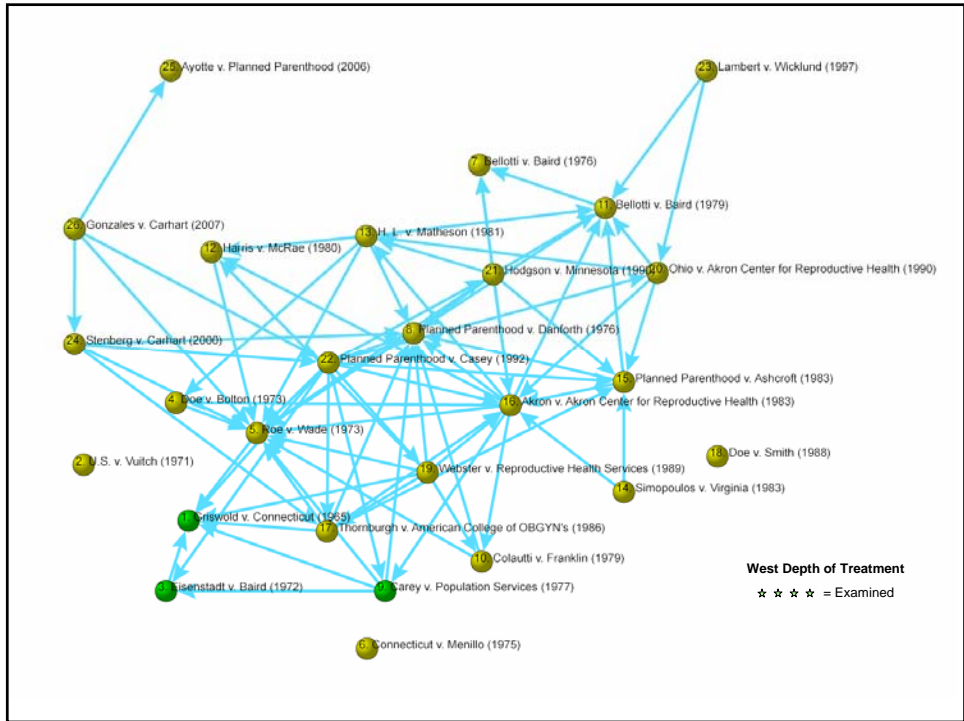 25. Ayotte v. Planned Parenthood (2006)
23. Lambert v. Wicklund (1997)
7. Bellotti v. Baird (1976)
11. Bellotti v. Baird (1979)
26. Gonzales v. Carhart (2007)
13. H. L. v. Matheson (1981)
12. Harris v. McRae (1980)
21. Hodgson v. Minnesota (1990)
20. Ohio v. Akron Center for Reproductive Health (1990)
8. Planned Parenthood v. Danforth (1976)
24. Stenberg v. Carhart (2000)
22. Planned Parenthood v. Casey (1992)
15. Planned Parenthood v. Ashcroft (1983)
4. Doe v. Bolton (1973)
16. Akron v. Akron Center for Reproductive Health (1983)
5. Roe v. Wade (1973)
18. Doe v. Smith (1988)
2. U.S. v. Vuitch (1971)
19. Webster v. Reproductive Health Services (1989)
14. Simopoulos v. Virginia (1983)
1. Griswold v. Connecticut (1965)
17. Thornburgh v. American College of OBGYN's (1986)
10. Colautti v. Franklin (1979)
West Depth of Treatment
= Examined
3. Eisenstadt v. Baird (1972)
9. Carey v. Population Services (1977)
6. Connecticut v. Menillo (1975)